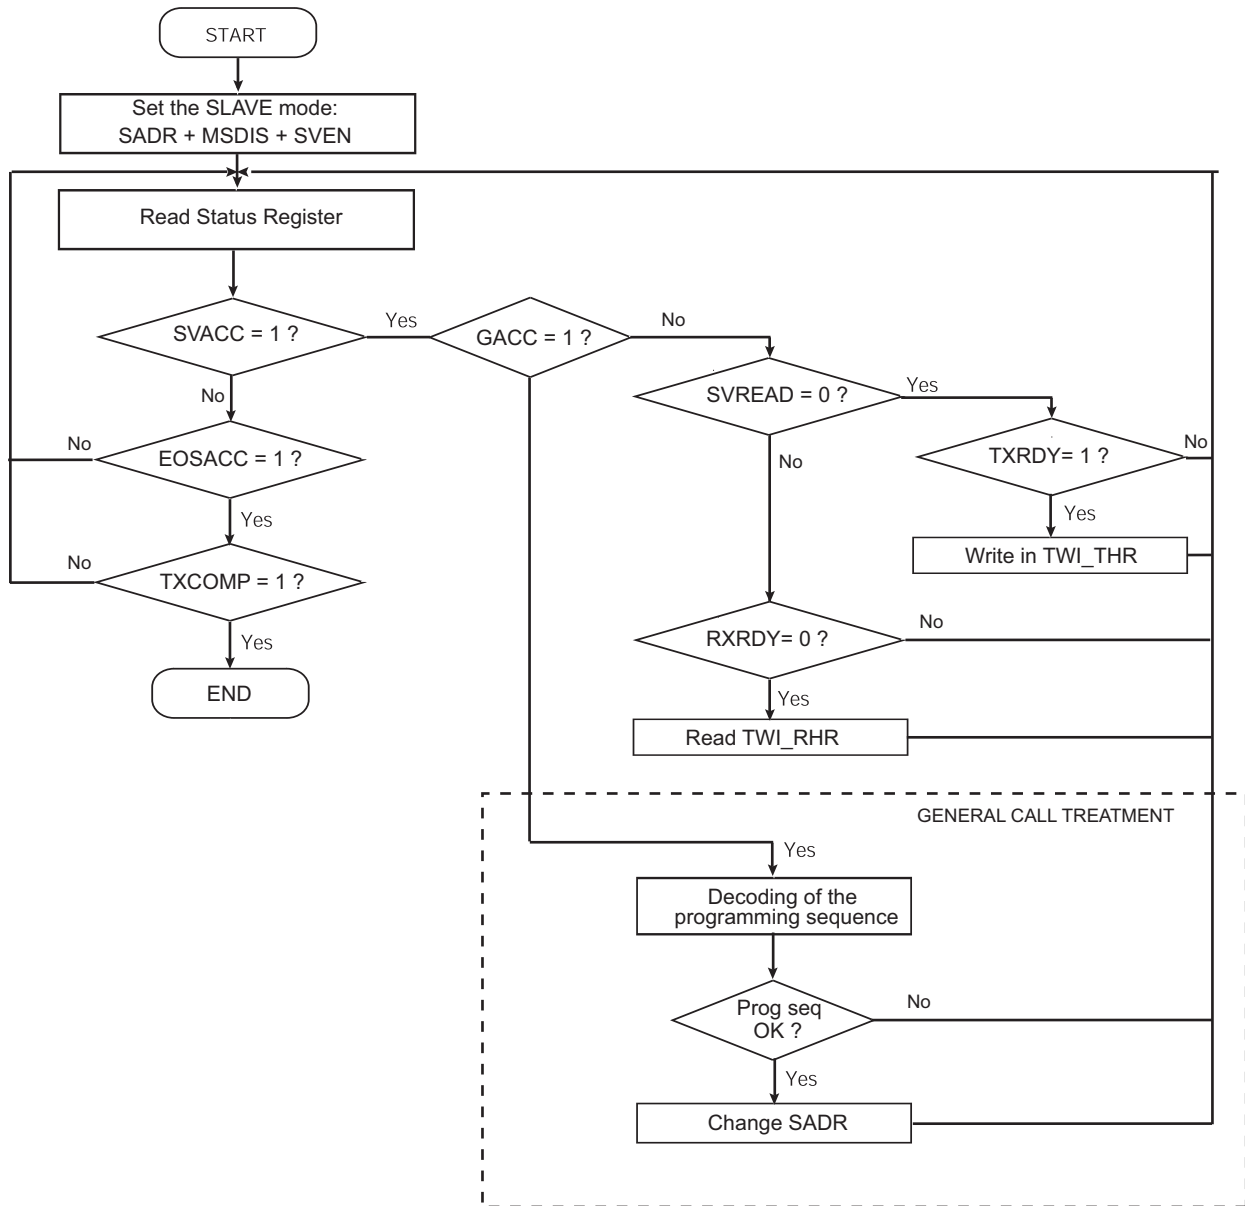 START
Set the SLAVE mode:
SADR + MSDIS + SVEN
Read Status Register
SVACC = 1 ?
Yes
GACC = 1 ?
No
SVREAD = 0 ?
Yes
No
EOSACC = 1 ?
No
TXRDY= 1 ?
No
No
Yes
Yes
Write in TWI_THR
TXCOMP = 1 ?
No
Yes
END
RXRDY= 0 ?
No
Yes
Read TWI_RHR
GENERAL CALL TREATMENT
Yes
Decoding of the
programming sequence
Prog seq
OK ?
No
Yes
Change SADR